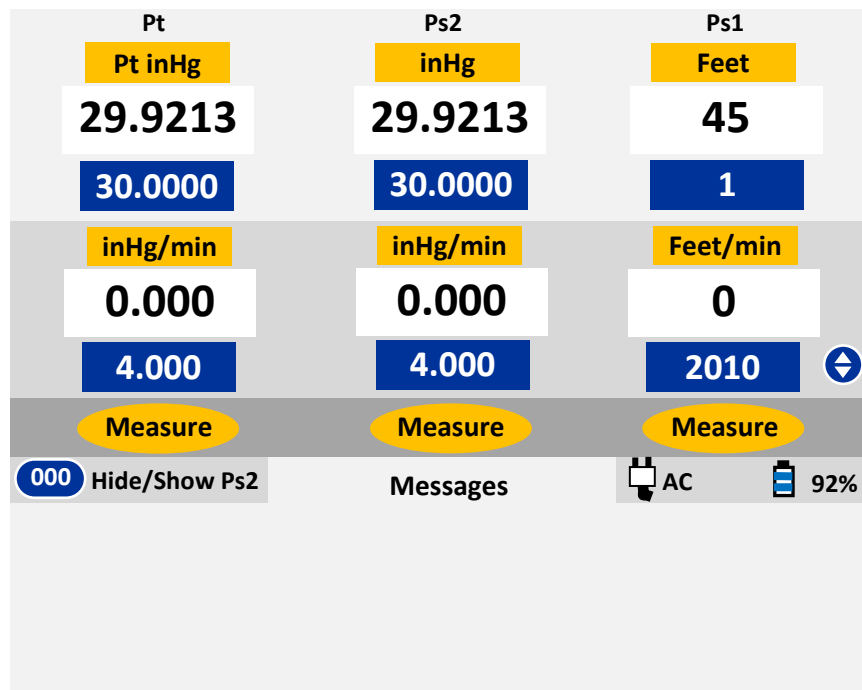 Pt Ps2 Ps1
Pt inHg inHg Feet
29.9213 29.9213 45
30.0000 30.0000 1
inHg/min inHg/min Feet/min
0.000 0.000 0
4.000 4.000 2010
Measure Measure Measure
000 Hide/Show Ps2 Messages AC 92%